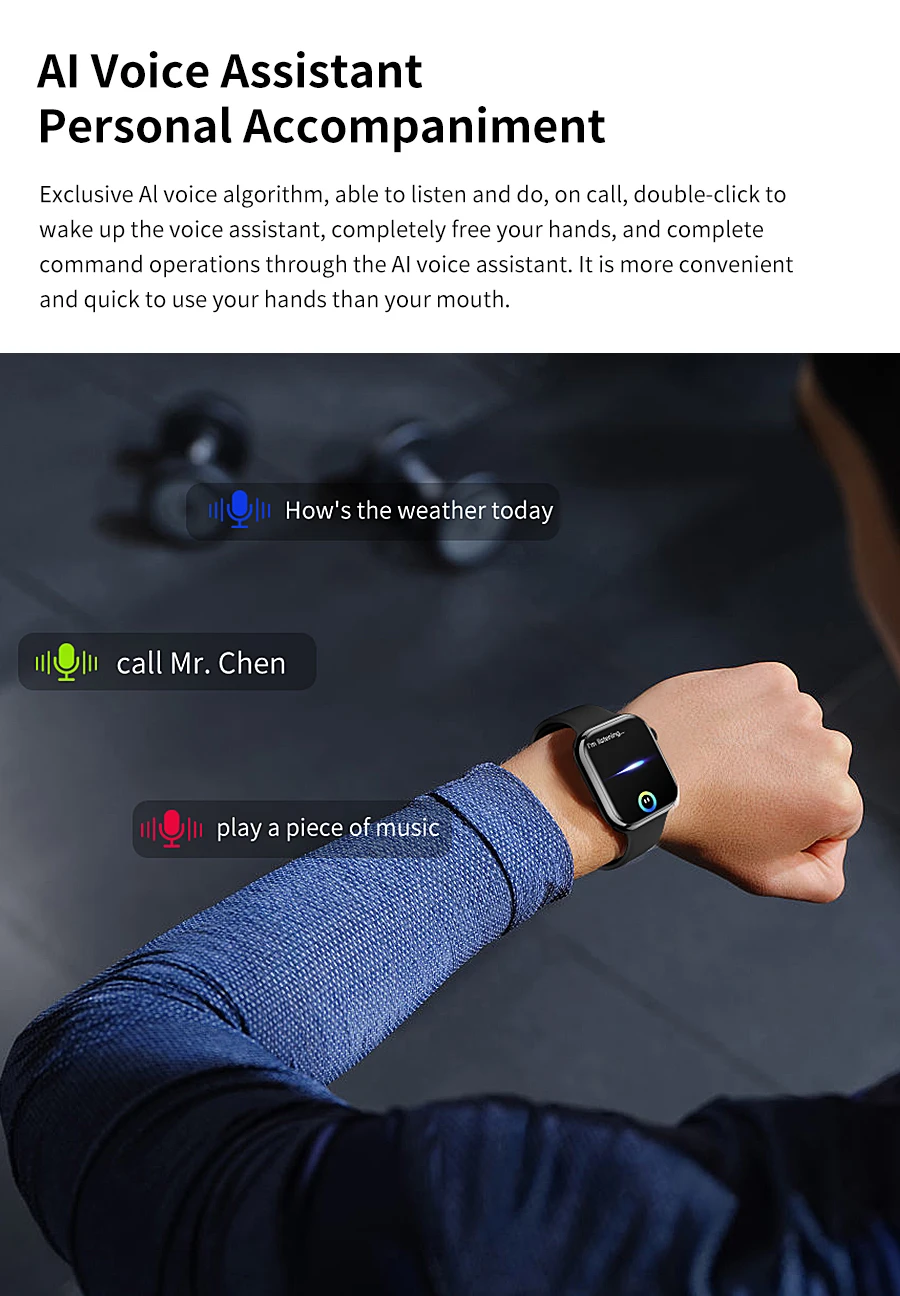 AI Voice Assistant
Personal Accompaniment
Exclusive Al voice algorithm, able to listen and do, on call, double-click to
wake up the voice assistant, completely free your hands, and complete
command operations through the AI voice assistant. It is more convenient
and quick to use your hands than your mouth.
How's the weather today
call Mr. Chen
I'm listening...
play a piece of music